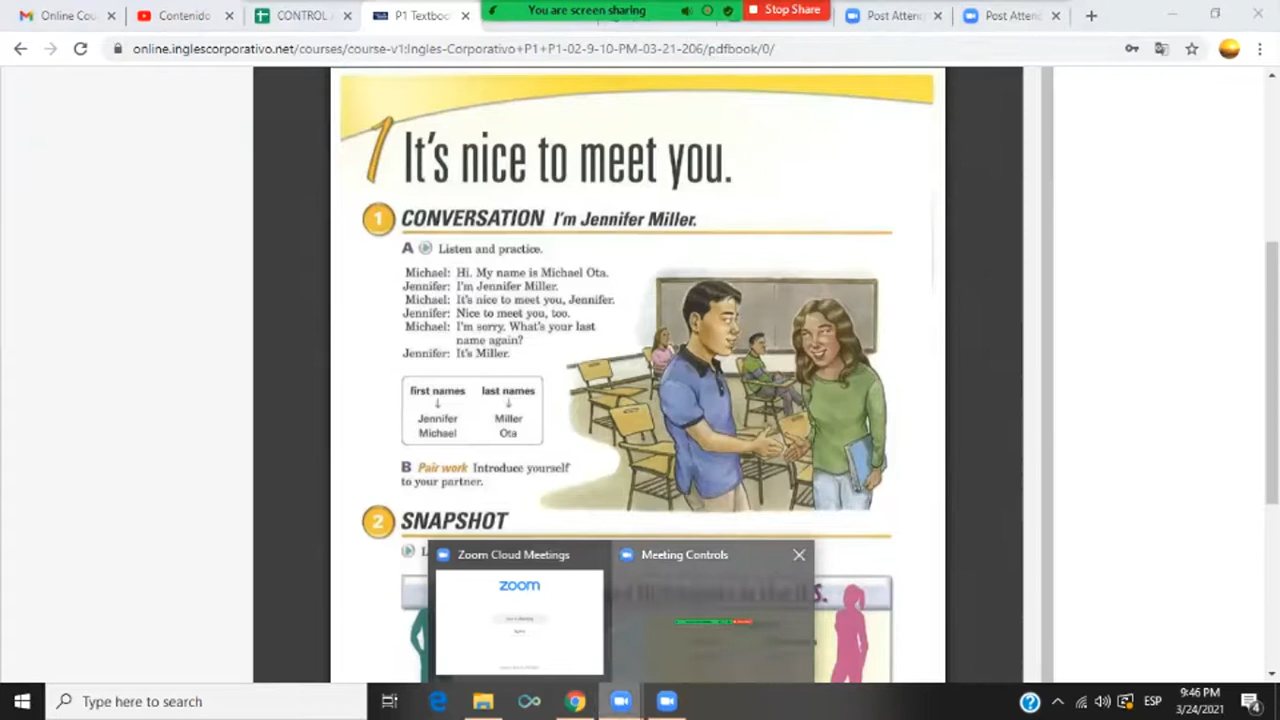 Online Cou
Contenido
CONTROL
P1 Textboo
You are screen sharing
Stop Share
Post Attend
Post Attend
online.inglescorporativo.net/courses/course-v1:Ingles-Corporativo+P1+P1-02-9-10-PM-03-21-206/pdfbook/0/
1 It's nice to meet you.
1 CONVERSATION I'm Jennifer Miller.
A Listen and practice.
Michael: Hi. My name is Michael Ota.
Jennifer: I'm Jennifer Miller.
Michael: It's nice to meet you, Jennifer.
Jennifer: Nice to meet you, too.
Michael: I'm sorry. What's your last
name again?
Jennifer: It's Miller.
first names last names
Jennifer Miller
Michael Ota
B Pair work Introduce yourself
to your partner.
2 SNAPSHOT
Zoom Cloud Meetings
Meeting Controls
zoom
Type here to search
ESP
9:46 PM
3/24/2021
4